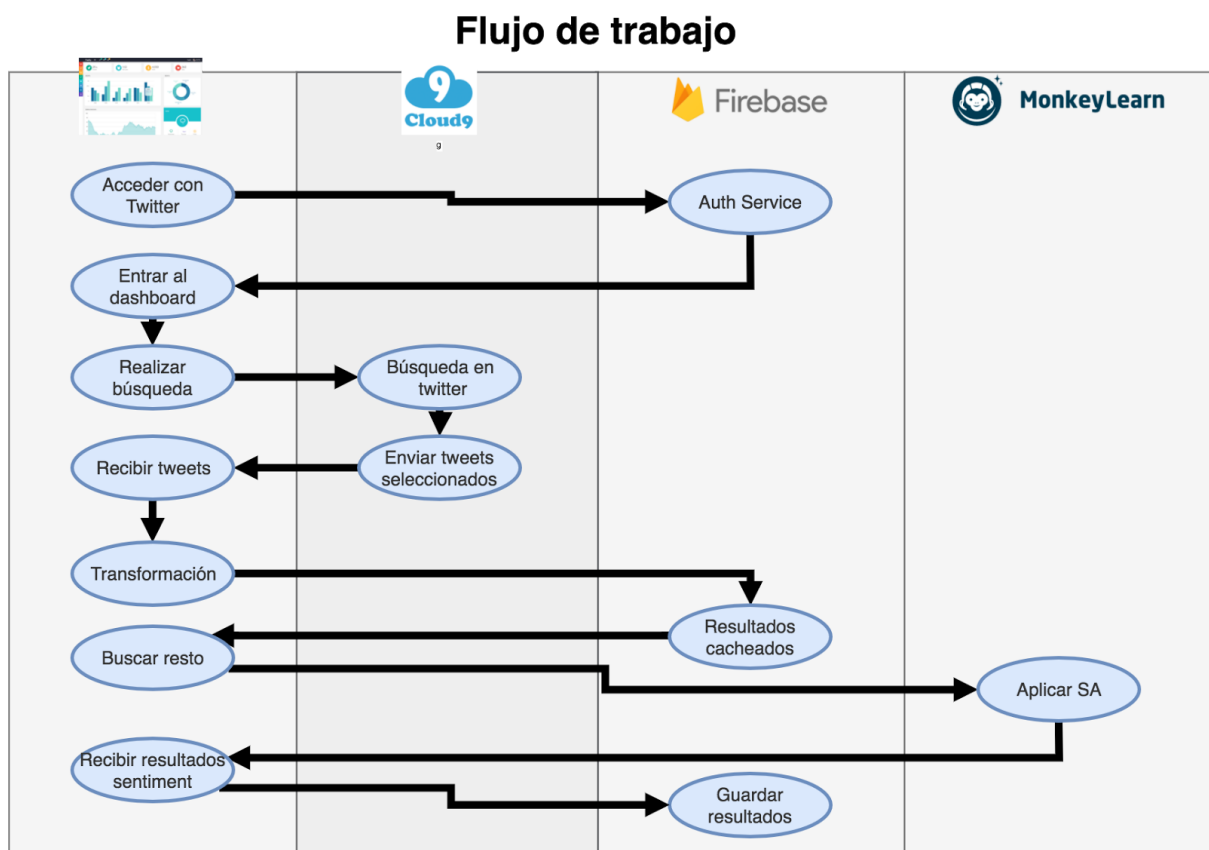 Flujo de trabajo
9
Cloud9
g
Firebase
MonkeyLearn
Acceder con
Twitter
Auth Service
Entrar al
dashboard
Realizar
búsqueda
Búsqueda en
twitter
Recibir tweets
Enviar tweets
seleccionados
Transformación
Resultados
cacheados
Buscar resto
Aplicar SA
Recibir resultados
sentiment
Guardar
resultados